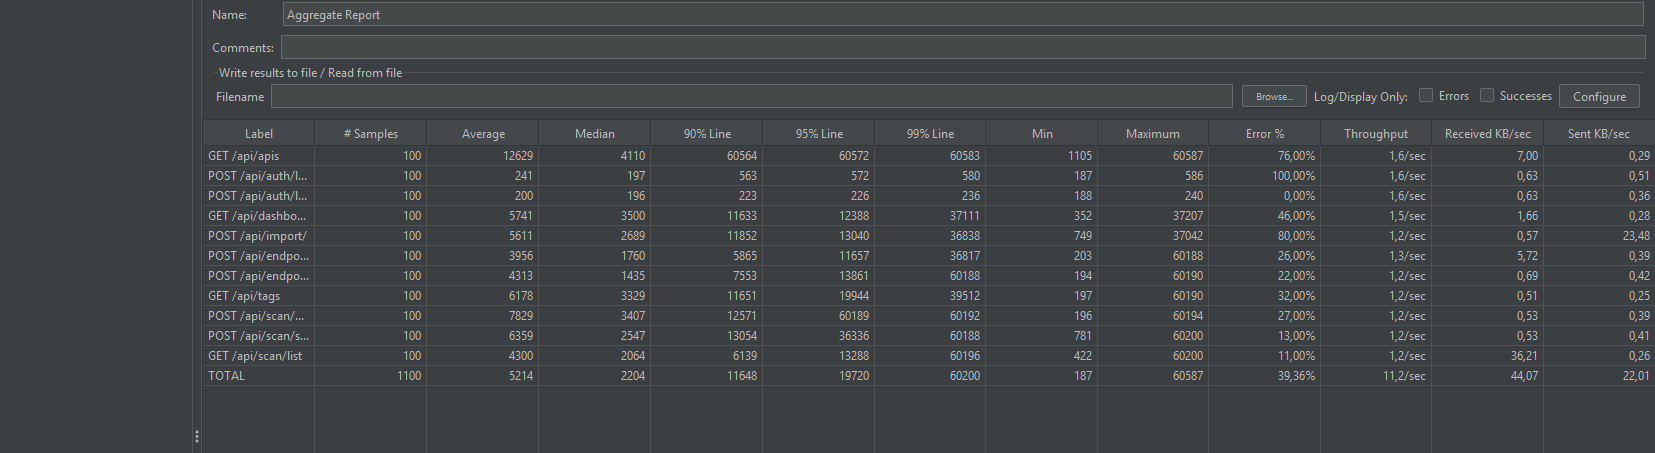 Name: Aggregate Report
Comments:
Write results to file / Read from file
Filename Browse... Log/Display Only: Errors Successes Configure
Label # Samples Average Median 90% Line 95% Line 99% Line Min Maximum Error % Throughput Received KB/sec Sent KB/sec
GET /api/apis 100 12629 4110 60564 60572 60583 1105 60587 76,00% 1,6/sec 7,00 0,29
POST /api/auth/l... 100 241 197 563 572 580 187 586 100,00% 1,6/sec 0,63 0,51
POST /api/auth/l... 100 200 196 223 226 236 188 240 0,00% 1,6/sec 0,63 0,36
GET /api/dashbo... 100 5741 3500 11633 12388 37111 352 37207 46,00% 1,5/sec 1,66 0,28
POST /api/import/ 100 5611 2689 11852 13040 36838 749 37042 80,00% 1,2/sec 0,57 23,48
POST /api/endpo... 100 3956 1760 5865 11657 36817 203 60188 26,00% 1,3/sec 5,72 0,39
POST /api/endpo... 100 4313 1435 7553 13861 60188 194 60190 22,00% 1,2/sec 0,69 0,42
GET /api/tags 100 6178 3329 11651 19944 39512 197 60190 32,00% 1,2/sec 0,51 0,25
POST /api/scan/... 100 7829 3407 12571 60189 60192 196 60194 27,00% 1,2/sec 0,53 0,39
POST /api/scan/s... 100 6359 2547 13054 36336 60188 781 60200 13,00% 1,2/sec 0,53 0,41
GET /api/scan/list 100 4300 2064 6139 13288 60196 422 60200 11,00% 1,2/sec 36,21 0,26
TOTAL 1100 5214 2204 11648 19720 60200 187 60587 39,36% 11,2/sec 44,07 22,01